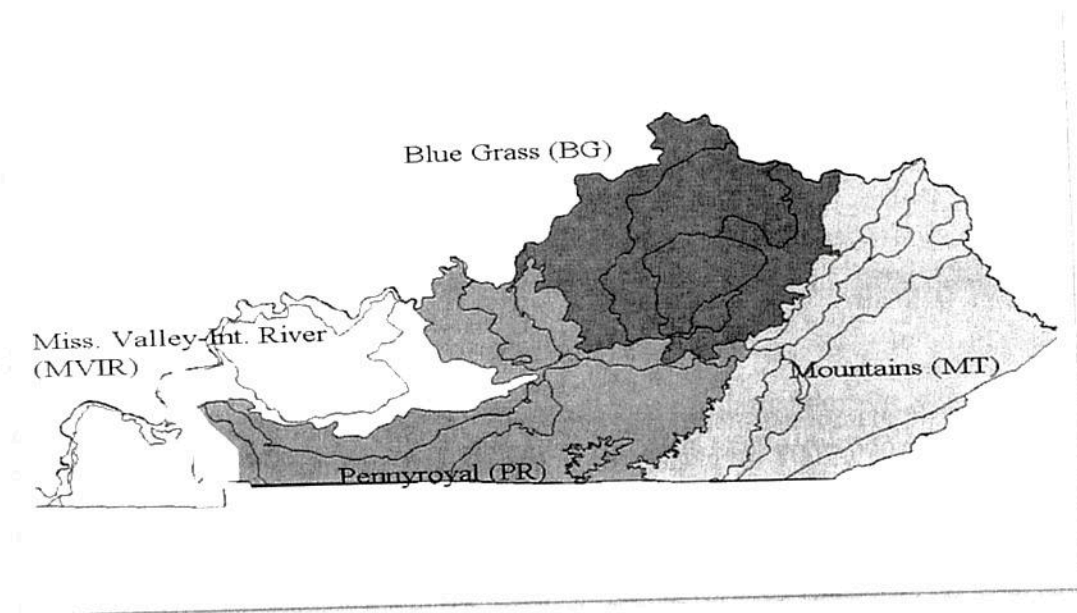 Blue Grass (BG)
Miss. Valley-Int. River
(MVIR)
Mountains (MT)
Pennyroyal (PR)